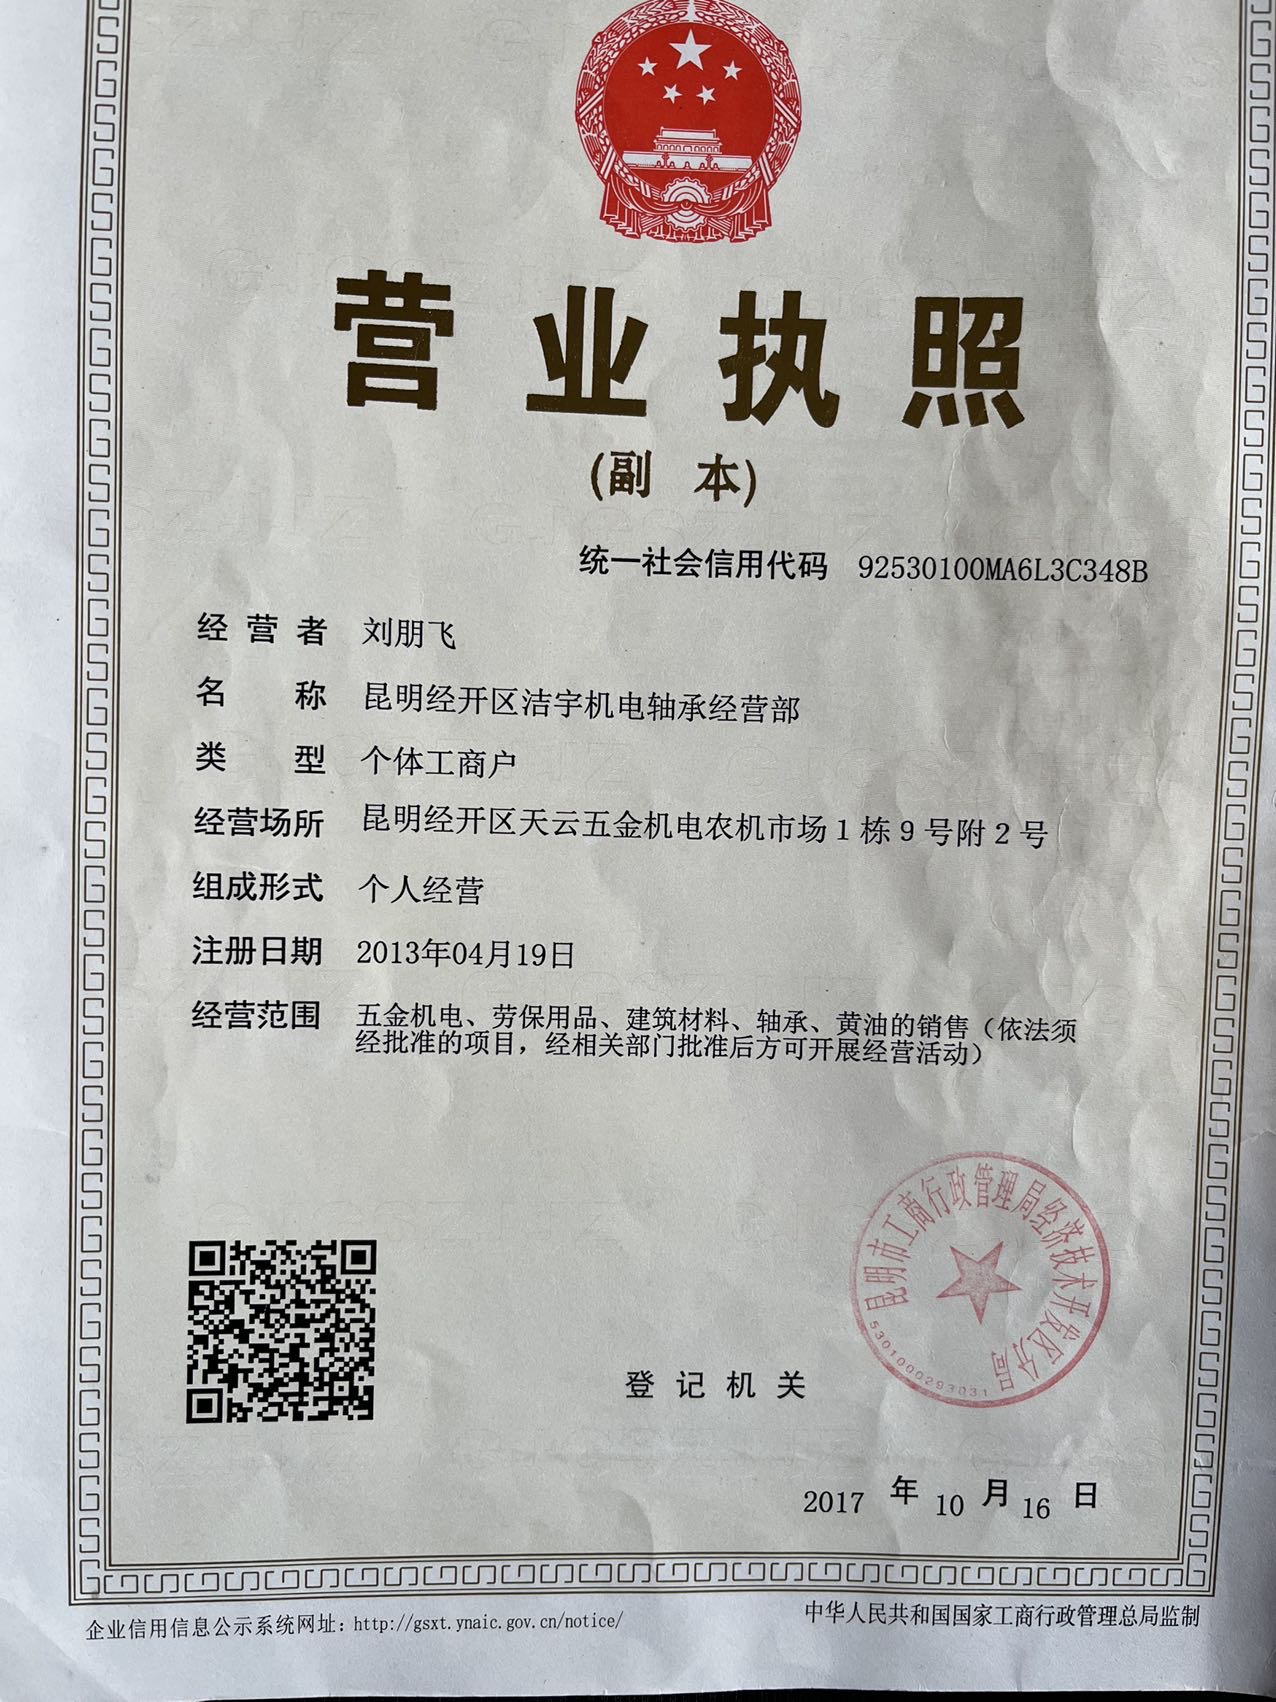 营业执照
(副 本)
统一社会信用代码 92530100MA6L3C348B
经营者 刘朋飞
名称 昆明经开区洁宇机电轴承经营部
类型 个体工商户
经营场所 昆明经开区天云五金机电农机市场1栋9号附2号
组成形式 个人经营
注册日期 2013年04月19日
经营范围 五金机电、劳保用品、建筑材料、轴承、黄油的销售（依法须
经批准的项目，经相关部门批准后方可开展经营活动）
昆明市工商行政管理局经济技术开发区分局
5301000293031
登记机关
2017 年 10 月 16 日
企业信用信息公示系统网址：http://gsxt.ynaic.gov.cn/notice/
中华人民共和国国家工商行政管理总局监制